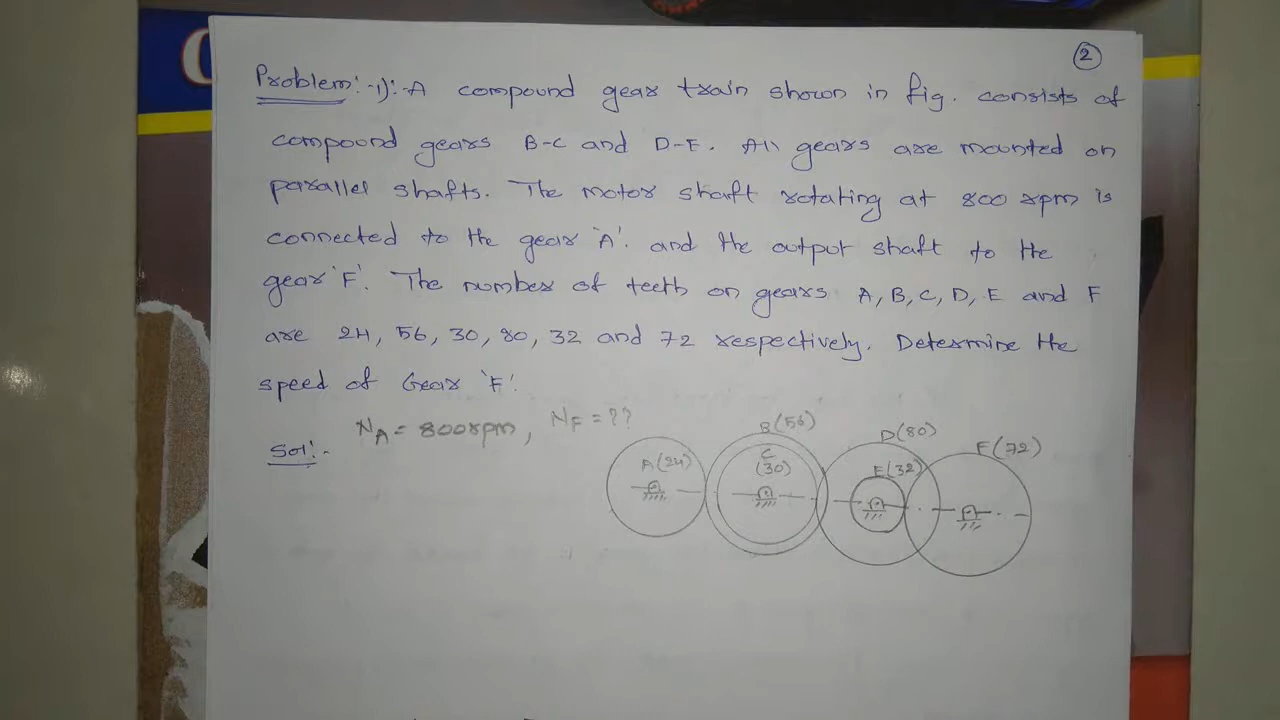 ②
Problem:-1):- A compound gear train shown in fig. consists of
compound gears B-C and D-E. All gears are mounted on
parallel shafts. The motor shaft rotating at 800 rpm is
connected to the gear 'A'. and the output shaft to the
gear 'F'. The number of teeth on gears A, B, C, D, E and F
are 24, 56, 30, 80, 32 and 72 respectively. Determine the
speed of Gear 'F'.
Sol:-
N_A = 800rpm, N_F = ??
A(24)
B(56)
C
(30)
D(80)
E(32)
F(72)